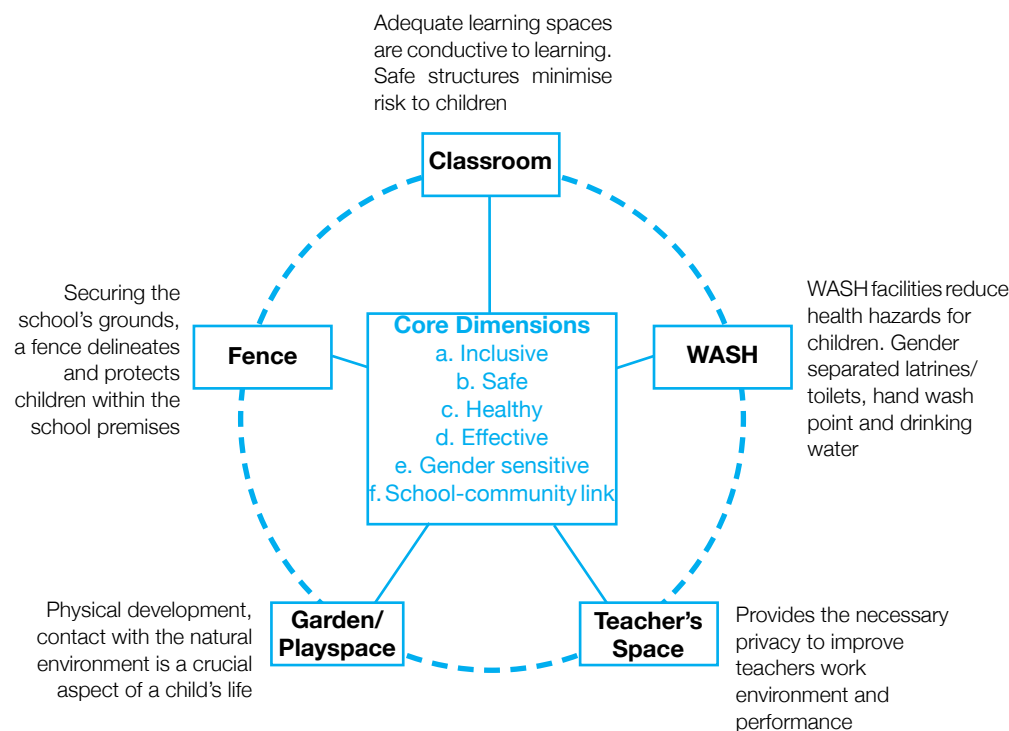 Adequate learning spaces
are conductive to learning.
Safe structures minimise
risk to children
Classroom
Securing the
school's grounds,
a fence delineates
and protects
children within the
school premises
Fence
Core Dimensions
a. Inclusive
b. Safe
c. Healthy
d. Effective
e. Gender sensitive
f. School-community link
WASH
WASH facilities reduce
health hazards for
children. Gender
separated latrines/
toilets, hand wash
point and drinking
water
Physical development,
contact with the natural
environment is a crucial
aspect of a child's life
Garden/
Playspace
Teacher's
Space
Provides the necessary
privacy to improve
teachers work
environment and
performance